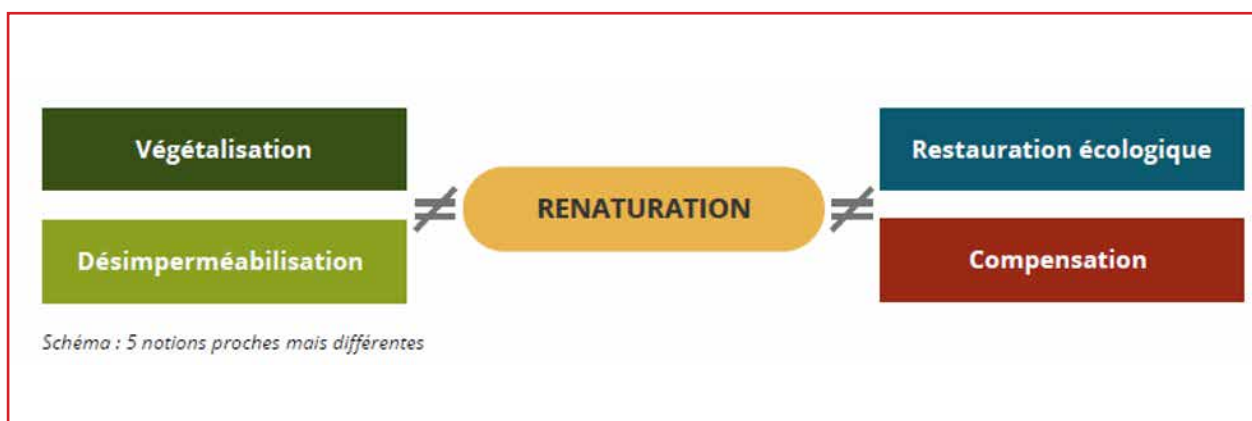 Végétalisation
Désimperméabilisation
≠
RENATURATION
≠
Restauration écologique
Compensation
Schéma : 5 notions proches mais différentes